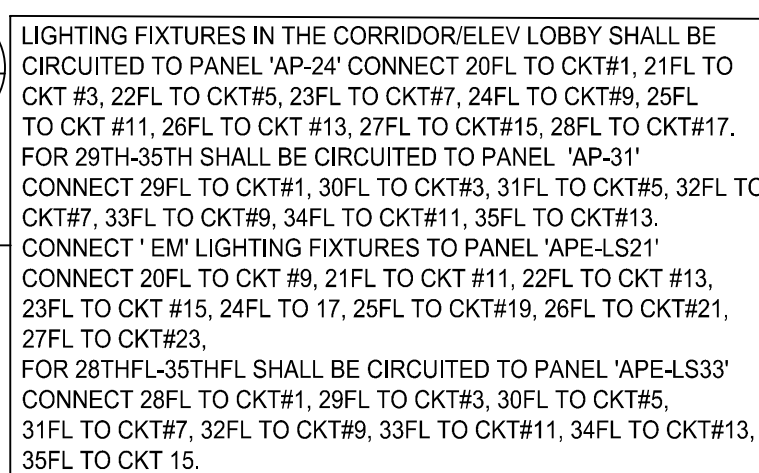 LIGHTING FIXTURES IN THE CORRIDOR/ELEV LOBBY SHALL BE
CIRCUITED TO PANEL 'AP-24' CONNECT 20FL TO CKT#1, 21FL TO
CKT #3, 22FL TO CKT#5, 23FL TO CKT#7, 24FL TO CKT#9, 25FL
TO CKT #11, 26FL TO CKT #13, 27FL TO CKT#15, 28FL TO CKT#17.
FOR 29TH-35TH SHALL BE CIRCUITED TO PANEL 'AP-31'
CONNECT 29FL TO CKT#1, 30FL TO CKT#3, 31FL TO CKT#5, 32FL TO
CKT#7, 33FL TO CKT#9, 34FL TO CKT#11, 35FL TO CKT#13.
CONNECT ' EM' LIGHTING FIXTURES TO PANEL 'APE-LS21'
CONNECT 20FL TO CKT #9, 21FL TO CKT #11, 22FL TO CKT #13,
23FL TO CKT #15, 24FL TO 17, 25FL TO CKT#19, 26FL TO CKT#21,
27FL TO CKT#23,
FOR 28THFL-35THFL SHALL BE CIRCUITED TO PANEL 'APE-LS33'
CONNECT 28FL TO CKT#1, 29FL TO CKT#3, 30FL TO CKT#5,
31FL TO CKT#7, 32FL TO CKT#9, 33FL TO CKT#11, 34FL TO CKT#13,
35FL TO CKT 15.